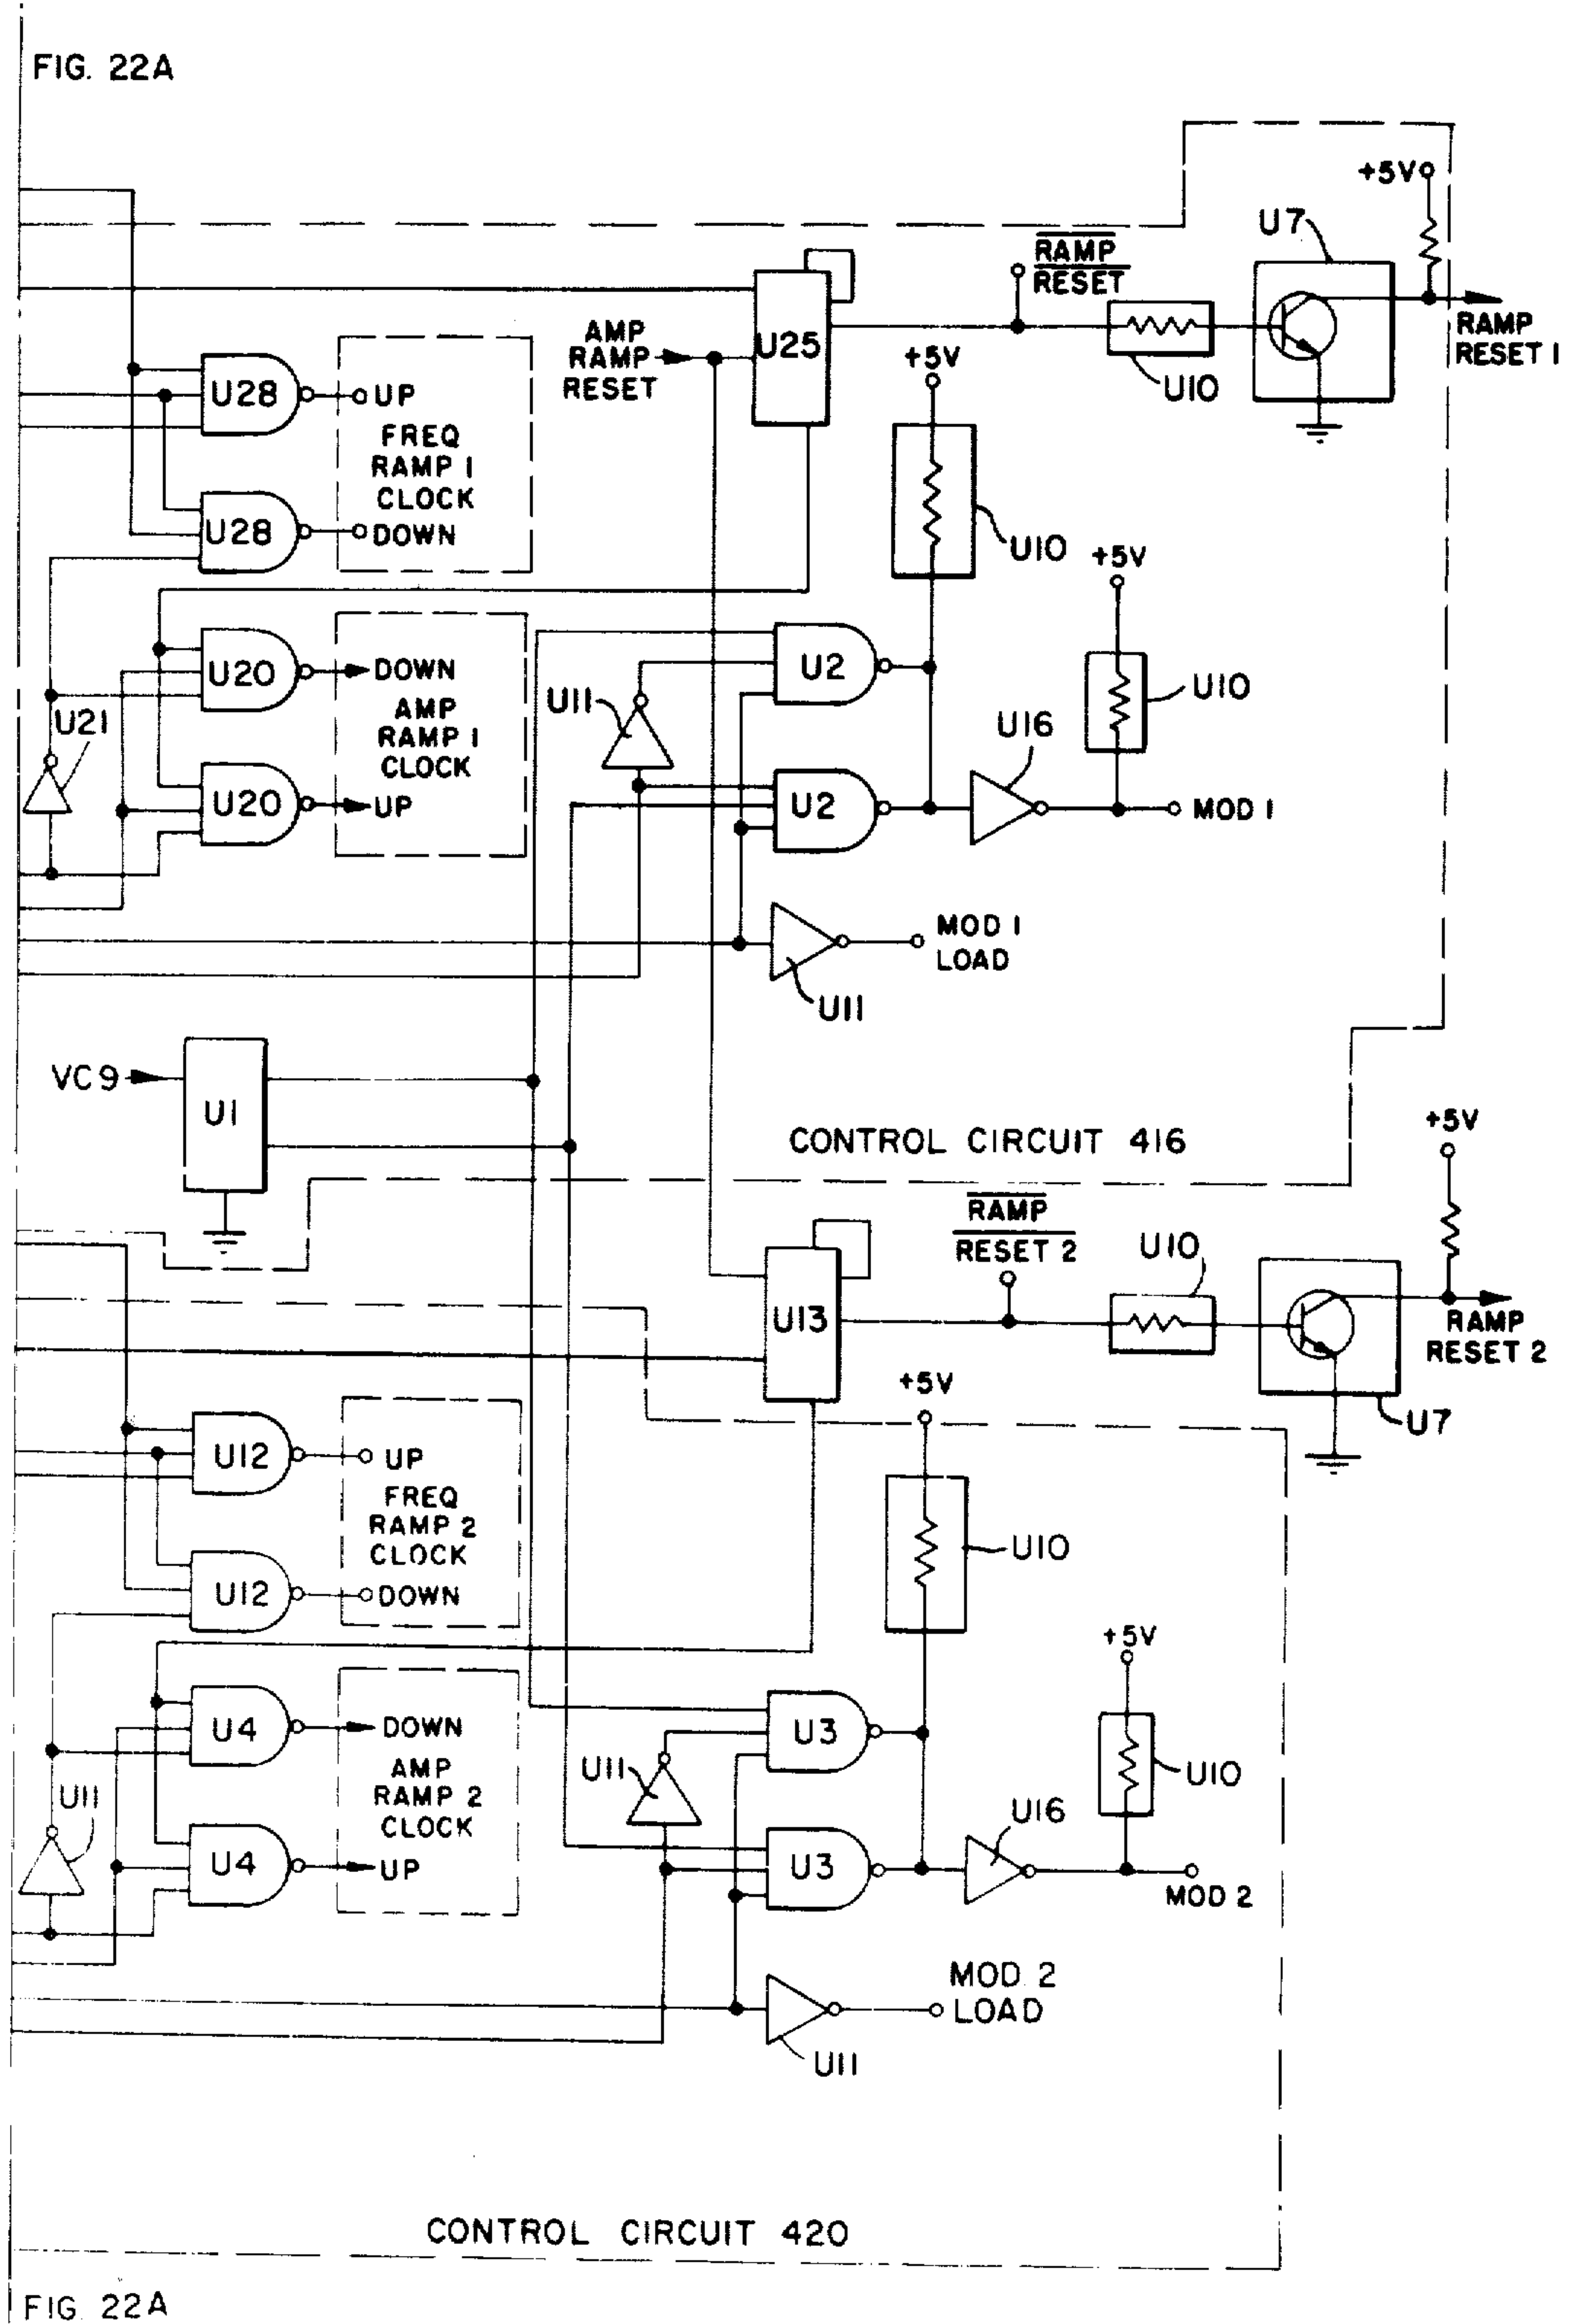 FIG. 22A
+5V
U7
RAMP
RESET
AMP
RAMP
RESET
U25
+5V
U10
RAMP
RESET 1
U28
UP
FREQ
RAMP 1
CLOCK
U28
DOWN
U10
+5V
U20
DOWN
AMP
RAMP 1
CLOCK
U21
U20
UP
U11
U2
U10
U16
U2
MOD 1
MOD 1
LOAD
U11
VC9
U1
CONTROL CIRCUIT 416
+5V
RAMP
RESET 2
U10
U13
RAMP
RESET 2
+5V
U7
U12
UP
FREQ
RAMP 2
CLOCK
U12
DOWN
U10
+5V
U4
DOWN
AMP
RAMP 2
CLOCK
U11
U4
UP
U11
U3
U10
U16
U3
MOD 2
MOD 2
LOAD
U11
CONTROL CIRCUIT 420
FIG. 22A